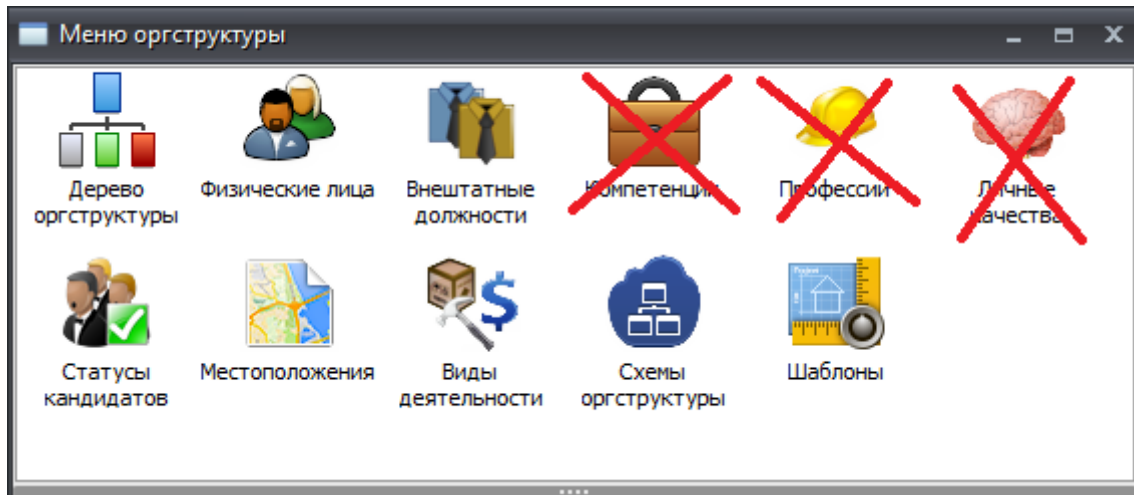 Меню оргструктуры
Дерево
оргструктуры
Физические лица
Внештатные
должности
Компетенции
Профессии
Личные
качества
Статусы
кандидатов
Местоположения
Виды
деятельности
Схемы
оргструктуры
Шаблоны